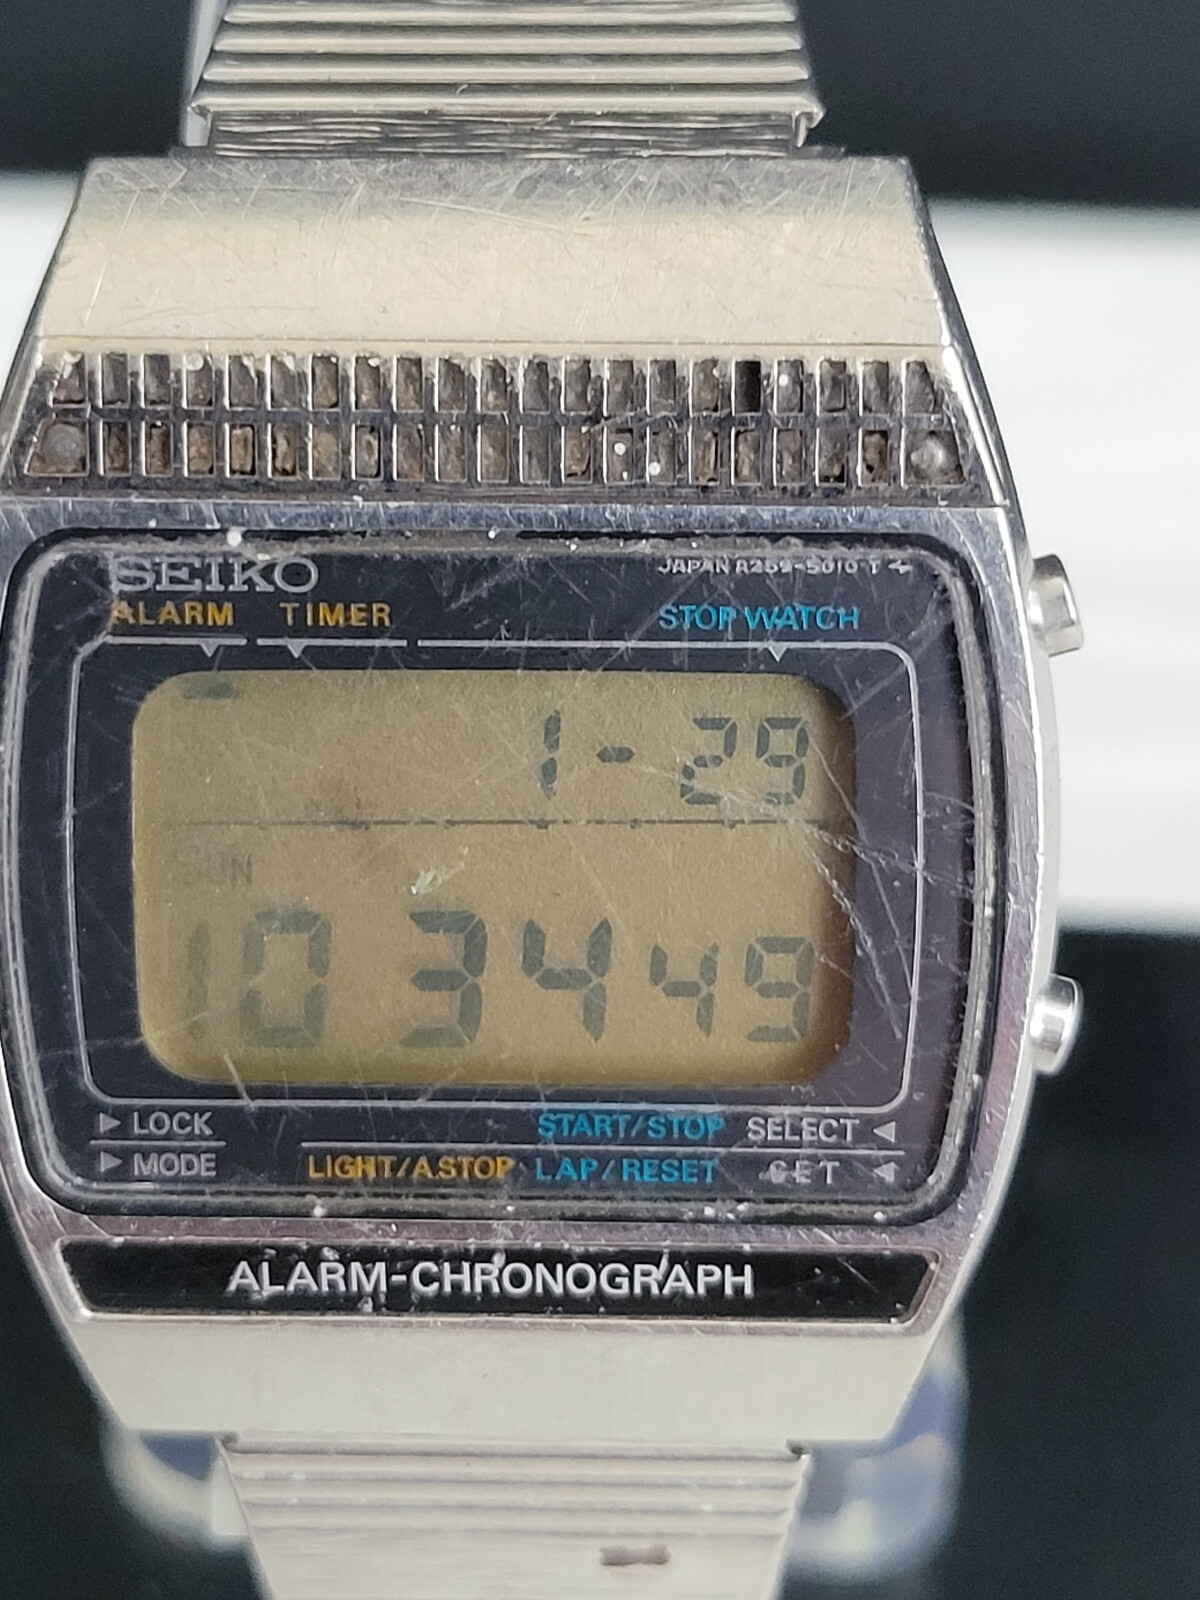 SEIKO
JAPAN A259-5010 T
ALARM TIMER STOP WATCH
1-29
SUN
10 34 49
LOCK START/STOP SELECT
MODE LIGHT/A.STOP LAP/RESET SET
ALARM-CHRONOGRAPH